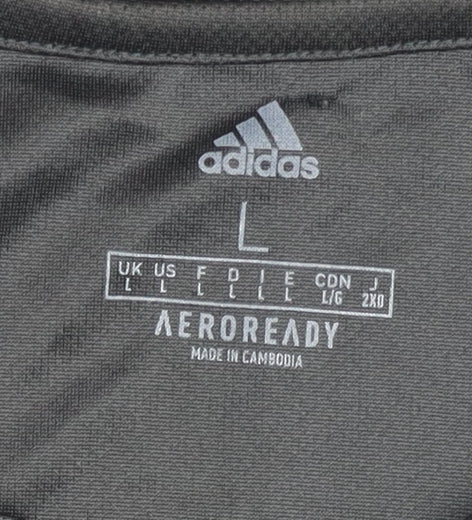 adidas
L
UK US F D I E CDN J
L L L L L L L/G 2XO
AEROREADY
MADE IN CAMBODIA